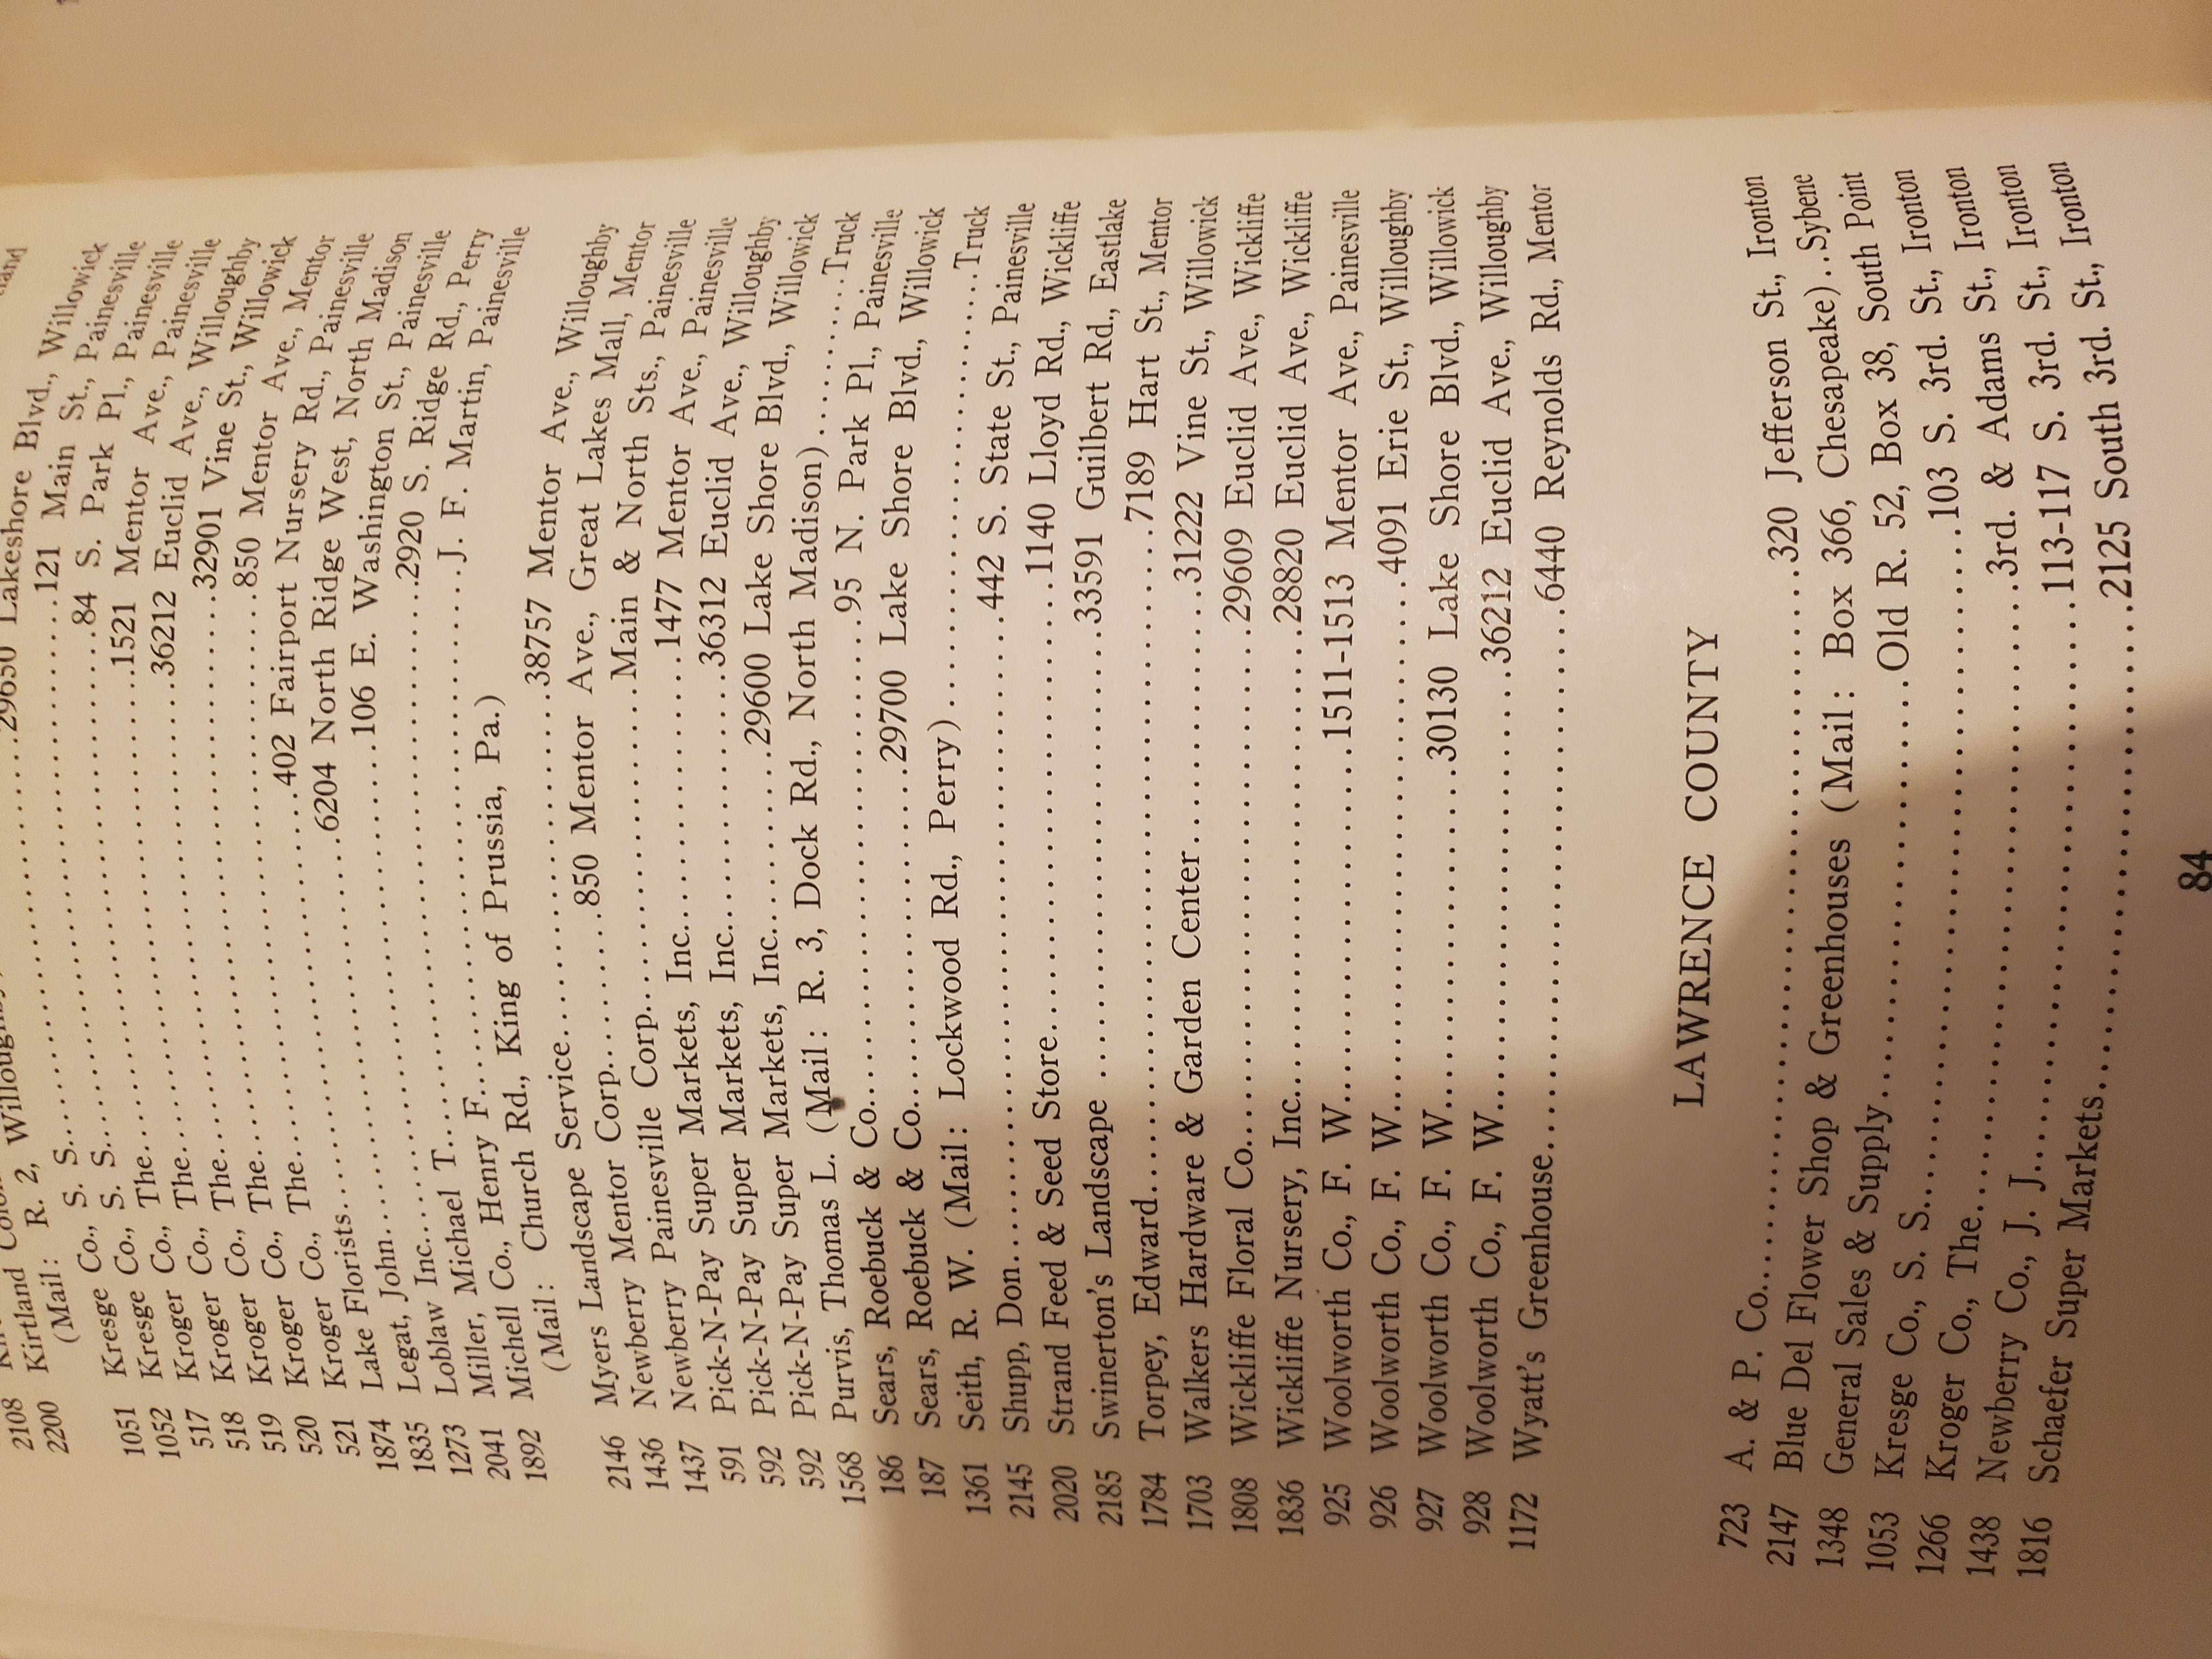 2108
2200 Kirtland
(Mail: R. 2, Willoughby
1051 Kresge Co., S. S. 29650 Lakeshore Blvd., Willowick
1052 Kresge Co., S. S. 121 Main St., Painesville
517 Kroger Co., The 84 S. Park Pl., Painesville
518 Kroger Co., The 1521 Mentor Ave., Painesville
519 Kroger Co., The 36212 Euclid Ave., Willoughby
520 Kroger Co., The 32901 Vine St., Willowick
521 Kroger Co., The 850 Mentor Ave., Mentor
1874 Lake Florists 402 Fairport Nursery Rd., Painesville
1835 Legat, John 6204 North Ridge West, North Madison
1273 Loblaw Inc. 106 E. Washington St., Painesville
2041 Miller, Michael T. 2920 S. Ridge Rd., Perry
1892 Michell Co., Henry F. J. F. Martin, Painesville
(Mail: Church Rd., King of Prussia, Pa.)
2146 Myers Landscape Service 38757 Mentor Ave., Willoughby
1436 Newberry Mentor Corp. 850 Mentor Ave., Great Lakes Mall, Mentor
1437 Newberry Painesville Corp. Main & North Sts., Painesville
591 Pick-N-Pay Super Markets, Inc. 1477 Mentor Ave., Painesville
592 Pick-N-Pay Super Markets, Inc. 36312 Euclid Ave., Willoughby
592 Pick-N-Pay Super Markets, Inc. 29600 Lake Shore Blvd., Willowick
1568 Purvis, Thomas L. (Mail: R. 3, Dock Rd., North Madison) Truck
186 Sears, Roebuck & Co. 95 N. Park Pl., Painesville
187 Sears, Roebuck & Co. 29700 Lake Shore Blvd., Willowick
1361 Seith, R. W. (Mail: Lockwood Rd., Perry) Truck
2145 Shupp, Don. 442 S. State St., Painesville
2020 Strand Feed & Seed Store 1140 Lloyd Rd., Wickliffe
2185 Swinerton's Landscape 33591 Guilbert Rd., Eastlake
1784 Torpey, Edward 7189 Hart St., Mentor
1703 Walkers Hardware & Garden Center 31222 Vine St., Willowick
1808 Wickliffe Floral Co. 29609 Euclid Ave., Wickliffe
1836 Wickliffe Nursery, Inc. 28820 Euclid Ave., Wickliffe
925 Woolworth Co., F. W. 1511-1513 Mentor Ave., Painesville
926 Woolworth Co., F. W. 4091 Erie St., Willoughby
927 Woolworth Co., F. W. 30130 Lake Shore Blvd., Willowick
928 Woolworth Co., F. W. 36212 Euclid Ave., Willoughby
1172 Wyatt's Greenhouse 6440 Reynolds Rd., Mentor
LAWRENCE COUNTY
723 A. & P. Co. 320 Jefferson St., Ironton
2147 Blue Del Flower Shop & Greenhouses (Mail: Box 366, Chesapeake)..Sybene
1348 General Sales & Supply Old R. 52, Box 38, South Point
1053 Kresge Co., S. S. 103 S. 3rd. St., Ironton
1266 Kroger Co., The 3rd. & Adams St., Ironton
1438 Newberry Co., J. J. 113-117 S. 3rd. St., Ironton
1816 Schaefer Super Markets 2125 South 3rd. St., Ironton
84